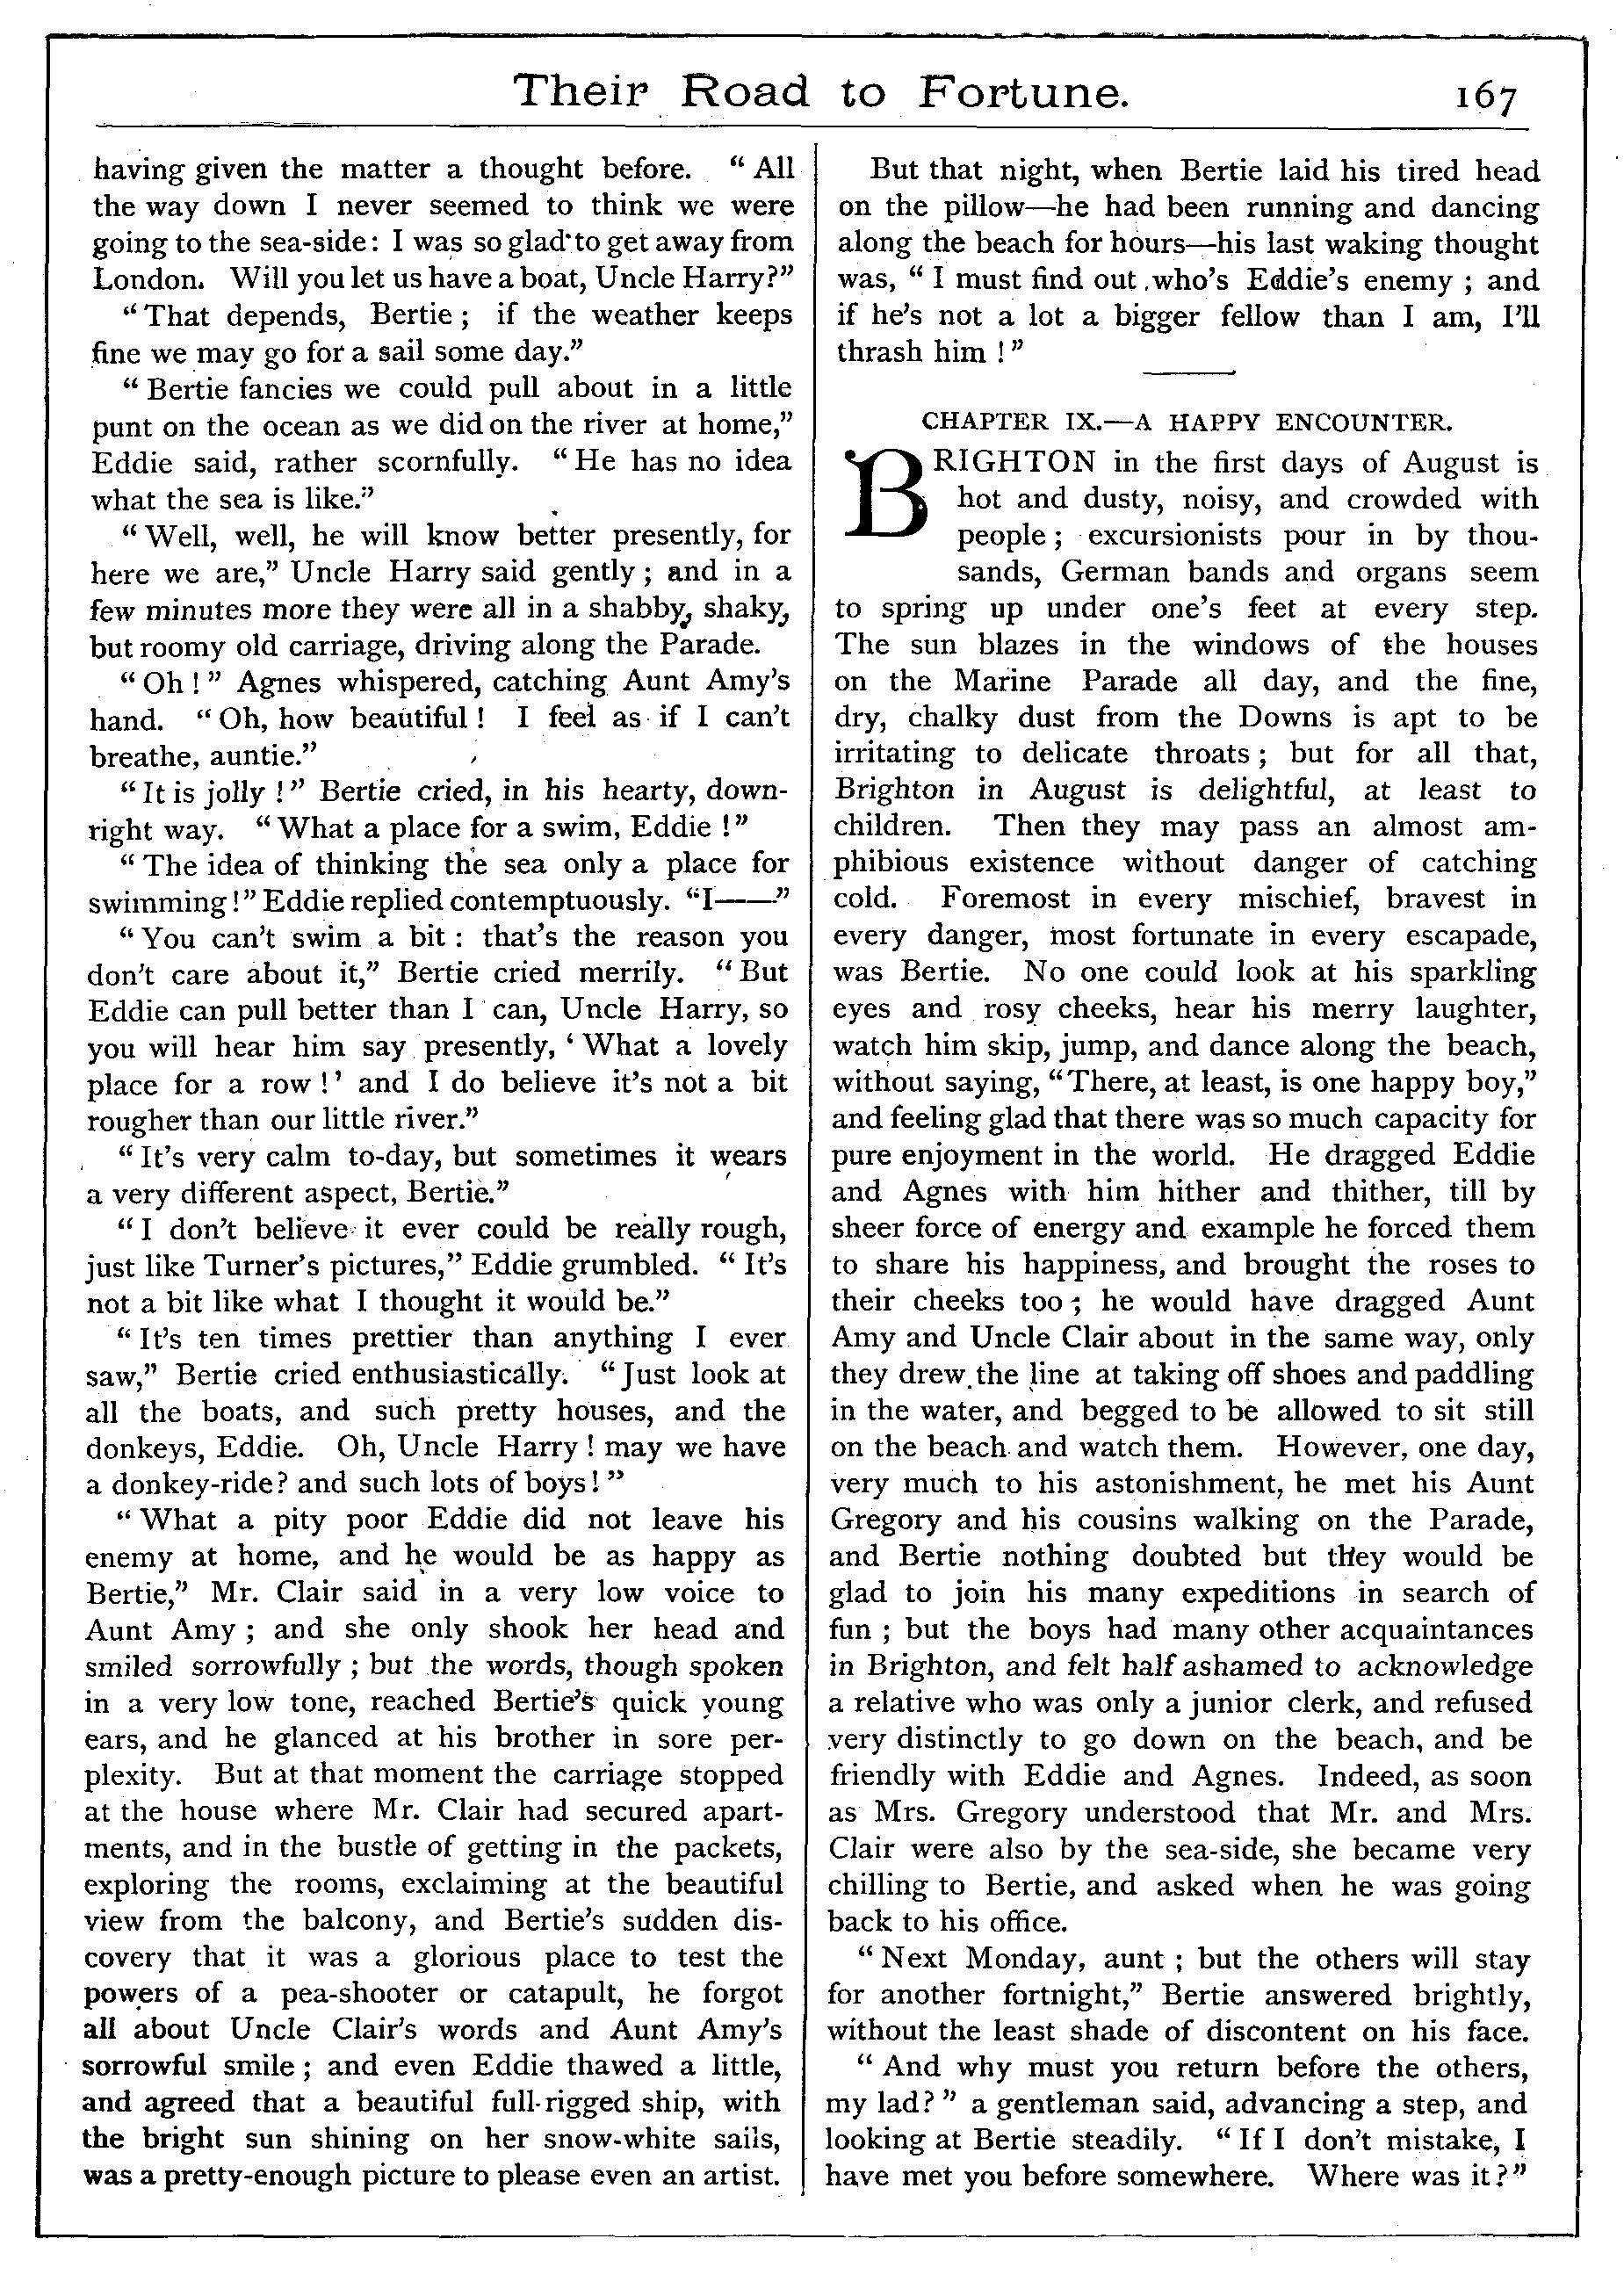 Their Road to Fortune. 167
having given the matter a thought before. “All
the way down I never seemed to think we were
going to the sea-side: I was so glad to get away from
London. Will you let us have a boat, Uncle Harry?”
“That depends, Bertie; if the weather keeps
fine we may go for a sail some day.”
“Bertie fancies we could pull about in a little
punt on the ocean as we did on the river at home,”
Eddie said, rather scornfully. “He has no idea
what the sea is like.”
“Well, well, he will know better presently, for
here we are,” Uncle Harry said gently; and in a
few minutes more they were all in a shabby, shaky,
but roomy old carriage, driving along the Parade.
“Oh!” Agnes whispered, catching Aunt Amy’s
hand. “Oh, how beautiful! I feel as if I can’t
breathe, auntie.”
“It is jolly!” Bertie cried, in his hearty, down-
right way. “What a place for a swim, Eddie!”
“The idea of thinking the sea only a place for
swimming!” Eddie replied contemptuously. “I——”
“You can’t swim a bit: that’s the reason you
don’t care about it,” Bertie cried merrily. “But
Eddie can pull better than I can, Uncle Harry, so
you will hear him say presently, ‘What a lovely
place for a row!’ and I do believe it’s not a bit
rougher than our little river.”
“It’s very calm to-day, but sometimes it wears
a very different aspect, Bertie.”
“I don’t believe it ever could be really rough,
just like Turner’s pictures,” Eddie grumbled. “It’s
not a bit like what I thought it would be.”
“It’s ten times prettier than anything I ever
saw,” Bertie cried enthusiastically. “Just look at
all the boats, and such pretty houses, and the
donkeys, Eddie. Oh, Uncle Harry! may we have
a donkey-ride? and such lots of boys!”
“What a pity poor Eddie did not leave his
enemy at home, and he would be as happy as
Bertie,” Mr. Clair said in a very low voice to
Aunt Amy; and she only shook her head and
smiled sorrowfully; but the words, though spoken
in a very low tone, reached Bertie’s quick young
ears, and he glanced at his brother in sore per-
plexity. But at that moment the carriage stopped
at the house where Mr. Clair had secured apart-
ments, and in the bustle of getting in the packets,
exploring the rooms, exclaiming at the beautiful
view from the balcony, and Bertie’s sudden dis-
covery that it was a glorious place to test the
powers of a pea-shooter or catapult, he forgot
all about Uncle Clair’s words and Aunt Amy’s
sorrowful smile; and even Eddie thawed a little,
and agreed that a beautiful full-rigged ship, with
the bright sun shining on her snow-white sails,
was a pretty-enough picture to please even an artist.
But that night, when Bertie laid his tired head
on the pillow—he had been running and dancing
along the beach for hours—his last waking thought
was, “I must find out who’s Eddie’s enemy; and
if he’s not a lot a bigger fellow than I am, I’ll
thrash him!”
CHAPTER IX.—A HAPPY ENCOUNTER.
BRIGHTON in the first days of August is
hot and dusty, noisy, and crowded with
people; excursionists pour in by thou-
sands, German bands and organs seem
to spring up under one’s feet at every step.
The sun blazes in the windows of the houses
on the Marine Parade all day, and the fine,
dry, chalky dust from the Downs is apt to be
irritating to delicate throats; but for all that,
Brighton in August is delightful, at least to
children. Then they may pass an almost am-
phibious existence without danger of catching
cold. Foremost in every mischief, bravest in
every danger, most fortunate in every escapade,
was Bertie. No one could look at his sparkling
eyes and rosy cheeks, hear his merry laughter,
watch him skip, jump, and dance along the beach,
without saying, “There, at least, is one happy boy,”
and feeling glad that there was so much capacity for
pure enjoyment in the world. He dragged Eddie
and Agnes with him hither and thither, till by
sheer force of energy and example he forced them
to share his happiness, and brought the roses to
their cheeks too; he would have dragged Aunt
Amy and Uncle Clair about in the same way, only
they drew the line at taking off shoes and paddling
in the water, and begged to be allowed to sit still
on the beach and watch them. However, one day,
very much to his astonishment, he met his Aunt
Gregory and his cousins walking on the Parade,
and Bertie nothing doubted but they would be
glad to join his many expeditions in search of
fun; but the boys had many other acquaintances
in Brighton, and felt half ashamed to acknowledge
a relative who was only a junior clerk, and refused
very distinctly to go down on the beach, and be
friendly with Eddie and Agnes. Indeed, as soon
as Mrs. Gregory understood that Mr. and Mrs.
Clair were also by the sea-side, she became very
chilling to Bertie, and asked when he was going
back to his office.
“Next Monday, aunt; but the others will stay
for another fortnight,” Bertie answered brightly,
without the least shade of discontent on his face.
“And why must you return before the others,
my lad?” a gentleman said, advancing a step, and
looking at Bertie steadily. “If I don’t mistake, I
have met you before somewhere. Where was it?”